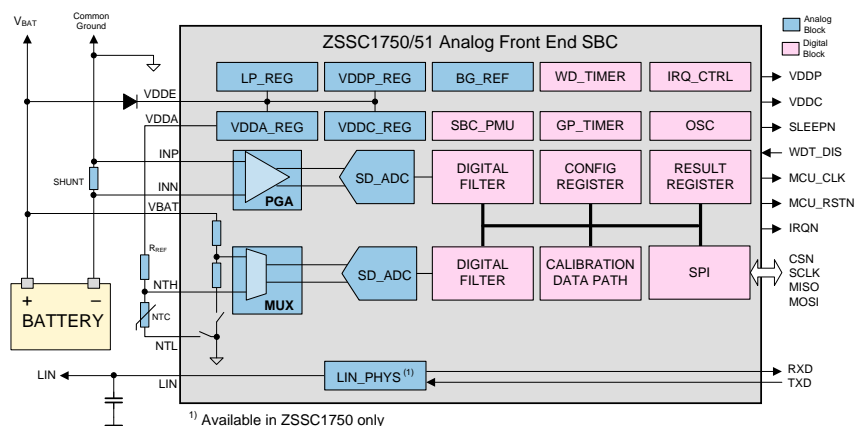 VBAT
Common
Ground
ZSSC1750/51 Analog Front End SBC
Analog
Block
Digital
Block
LP_REG
VDDP_REG
BG_REF
WD_TIMER
IRQ_CTRL
VDDP
VDDE
VDDC
VDDA
VDDA_REG
VDDC_REG
SBC_PMU
GP_TIMER
OSC
SLEEPN
INP
WDT_DIS
SHUNT
INN
PGA
SD_ADC
DIGITAL
FILTER
CONFIG
REGISTER
RESULT
REGISTER
MCU_CLK
MCU_RSTN
VBAT
IRQN
RREF
NTH
MUX
SD_ADC
DIGITAL
FILTER
CALIBRATION
DATA PATH
SPI
CSN
SCLK
MISO
MOSI
+
–
BATTERY
NTC
NTL
LIN
LIN
LIN_PHYS (1)
RXD
TXD
1) Available in ZSSC1750 only